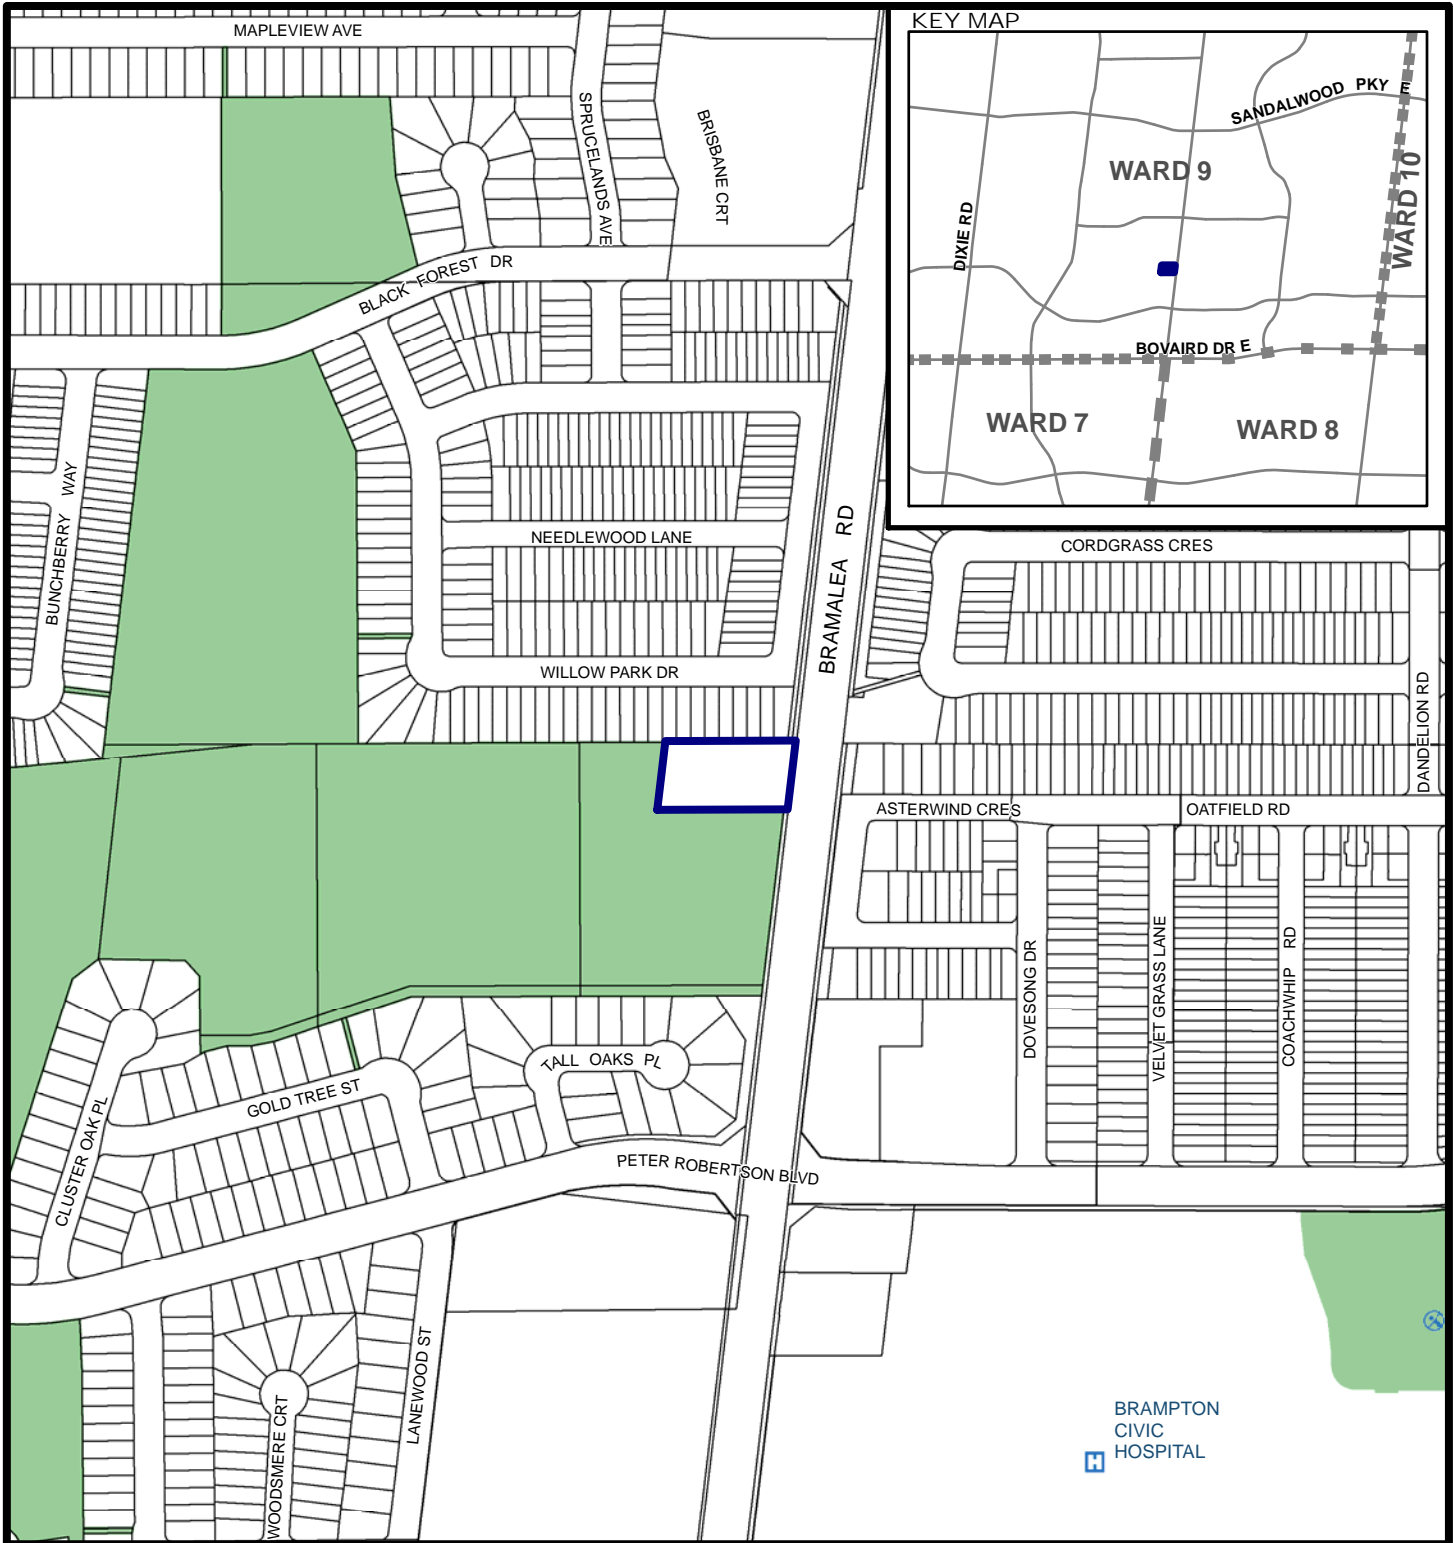 KEY MAP
SANDALWOOD PKY E
WARD 9
WARD 10
DIXIE RD
BOVAIRD DR E
WARD 7
WARD 8
MAPLEVIEW AVE
SPRUCELANDS AVE
BRISBANE CRT
BLACK FOREST DR
BUNCHBERRY WAY
NEEDLEWOOD LANE
BRAMALEA RD
CORDGRASS CRES
WILLOW PARK DR
DANDELION RD
ASTERWIND CRES
OATFIELD RD
DOVESONG DR
VELVET GRASS LANE
COACHWHIP RD
TALL OAKS PL
GOLD TREE ST
CLUSTER OAK PL
PETER ROBERTSON BLVD
LANEWOOD ST
WOODSMERE CRT
BRAMPTON
CIVIC
HOSPITAL
H